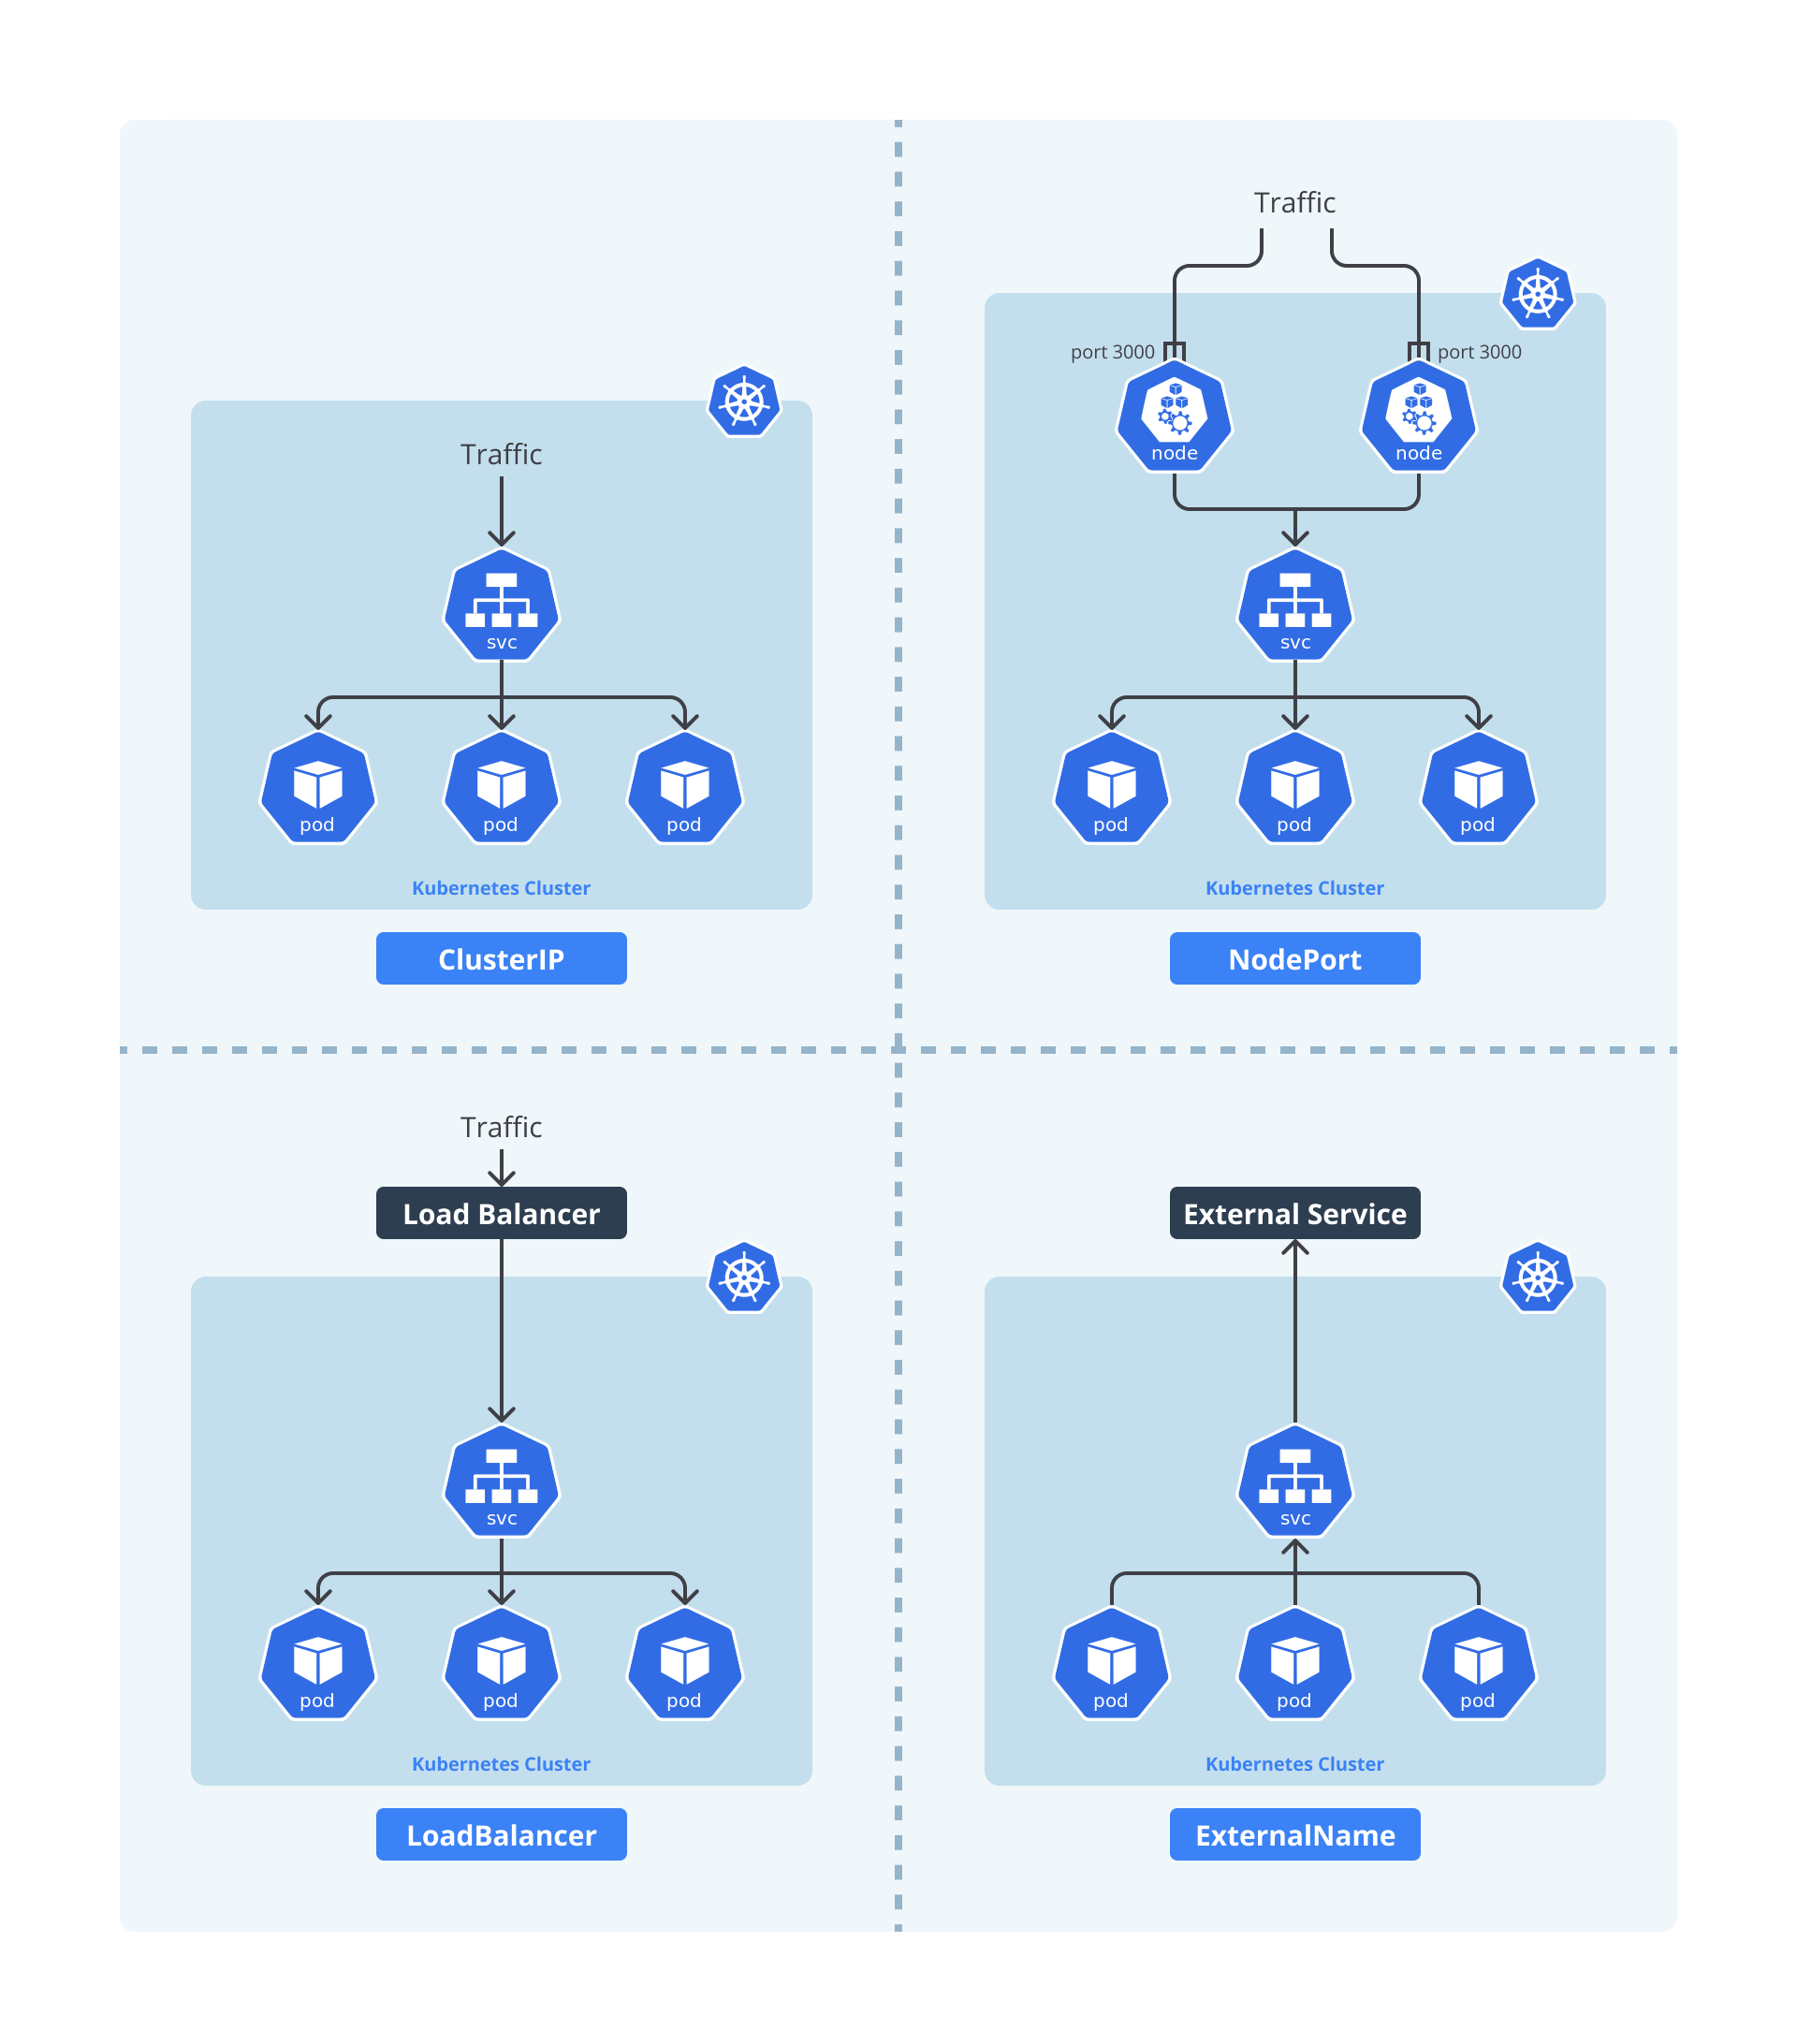 Traffic
svc
pod
pod
pod
Kubernetes Cluster
ClusterIP
Traffic
port 3000
port 3000
node
node
svc
pod
pod
pod
Kubernetes Cluster
NodePort
Traffic
Load Balancer
svc
pod
pod
pod
Kubernetes Cluster
LoadBalancer
External Service
svc
pod
pod
pod
Kubernetes Cluster
ExternalName